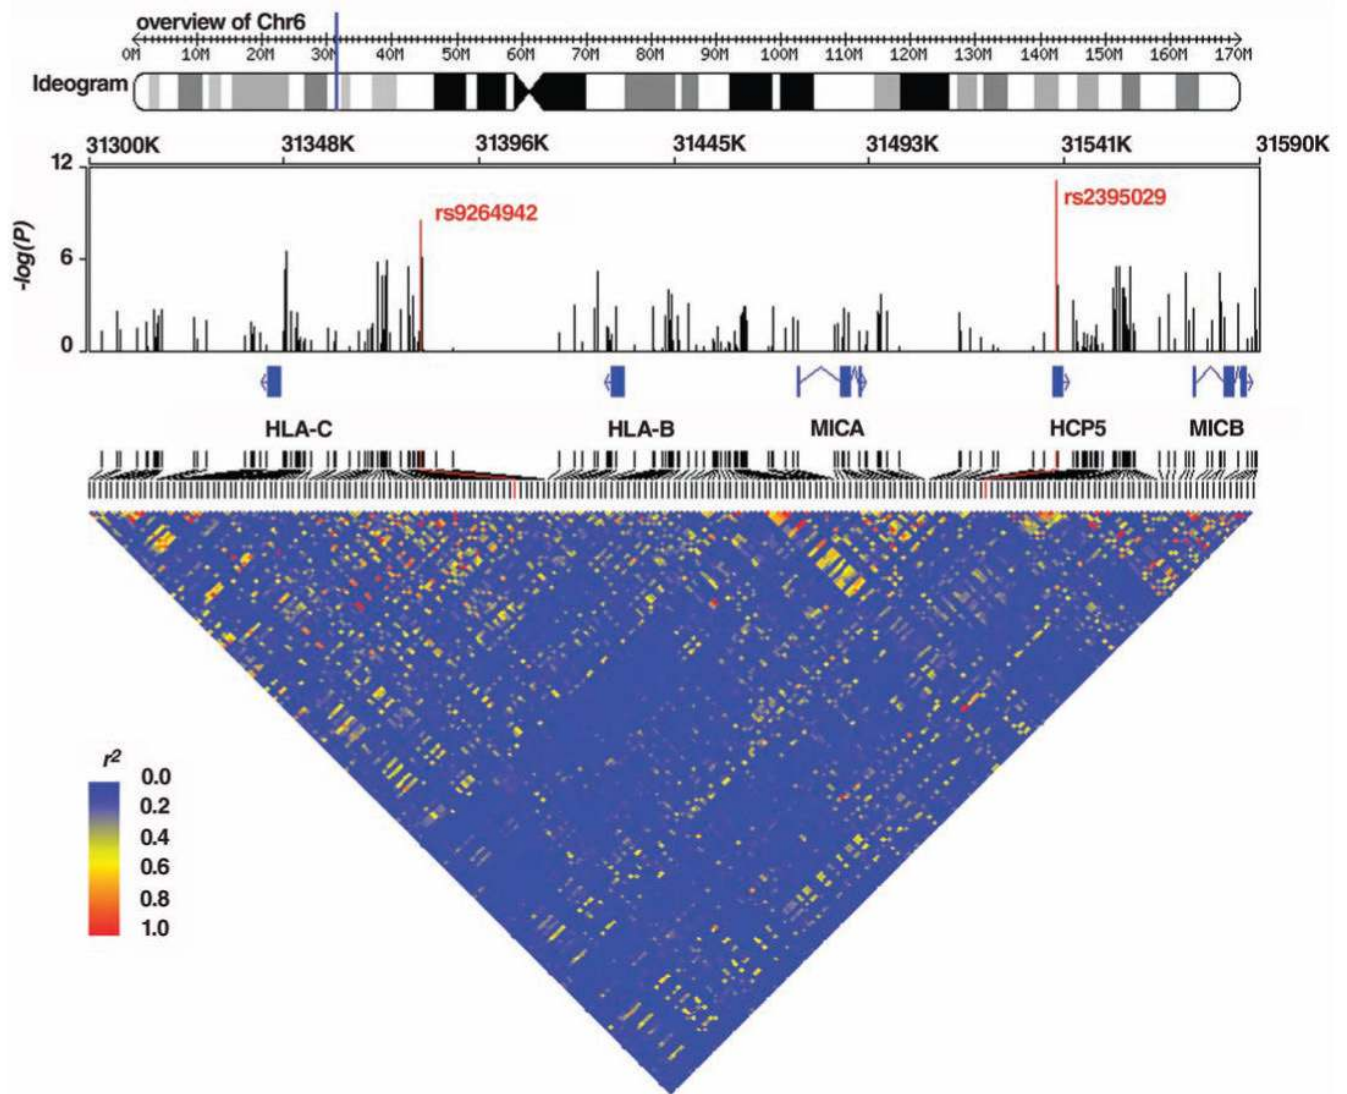 overview of Chr6
0M 10M 20M 30M 40M 50M 60M 70M 80M 90M 100M 110M 120M 130M 140M 150M 160M 170M
Ideogram
31300K 31348K 31396K 31445K 31493K 31541K 31590K
12
rs2395029
rs9264942
-log(P)
6
0
HLA-C HLA-B MICA HCP5 MICB
r2
0.0
0.2
0.4
0.6
0.8
1.0